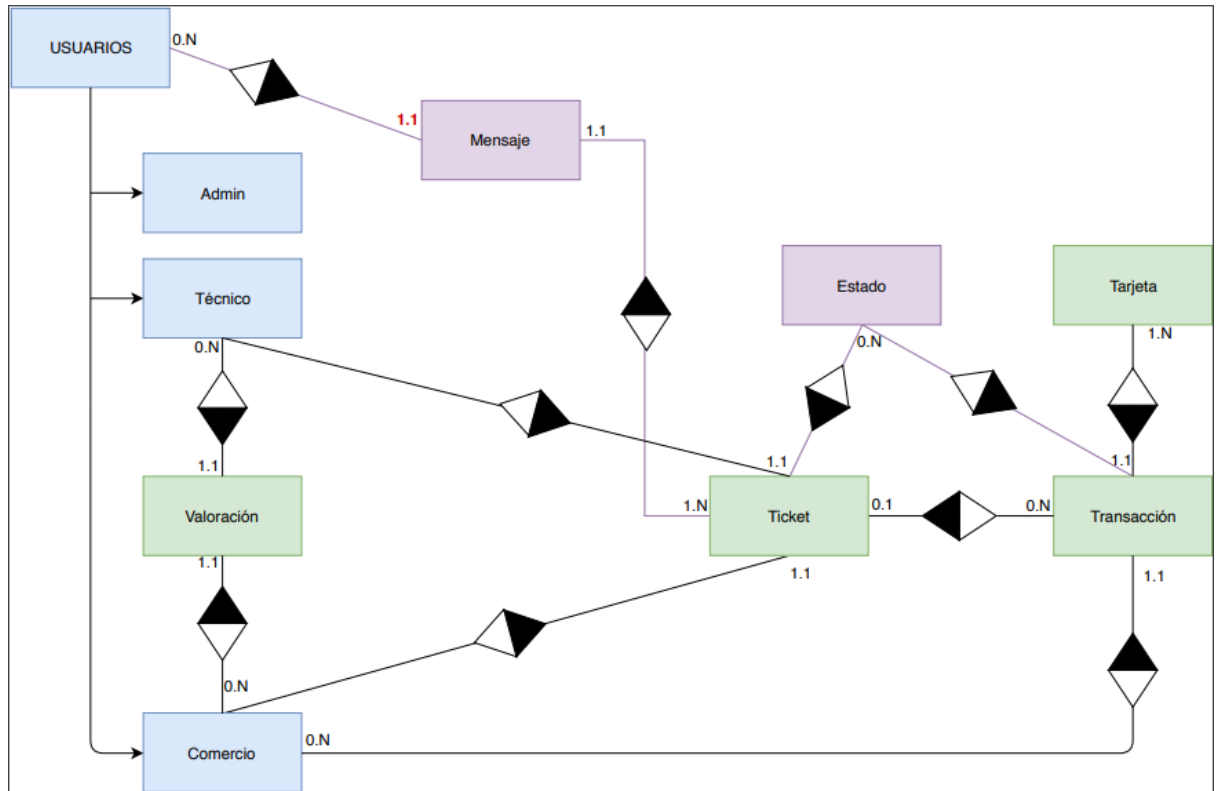 USUARIOS
0.N
1.1
Mensaje
1.1
Admin
Técnico
0.N
Estado
0.N
Tarjeta
1.N
1.1
Valoración
1.1
1.1
1.N
Ticket
0.1
1.1
0.N
1.1
Transacción
1.1
0.N
Comercio
0.N